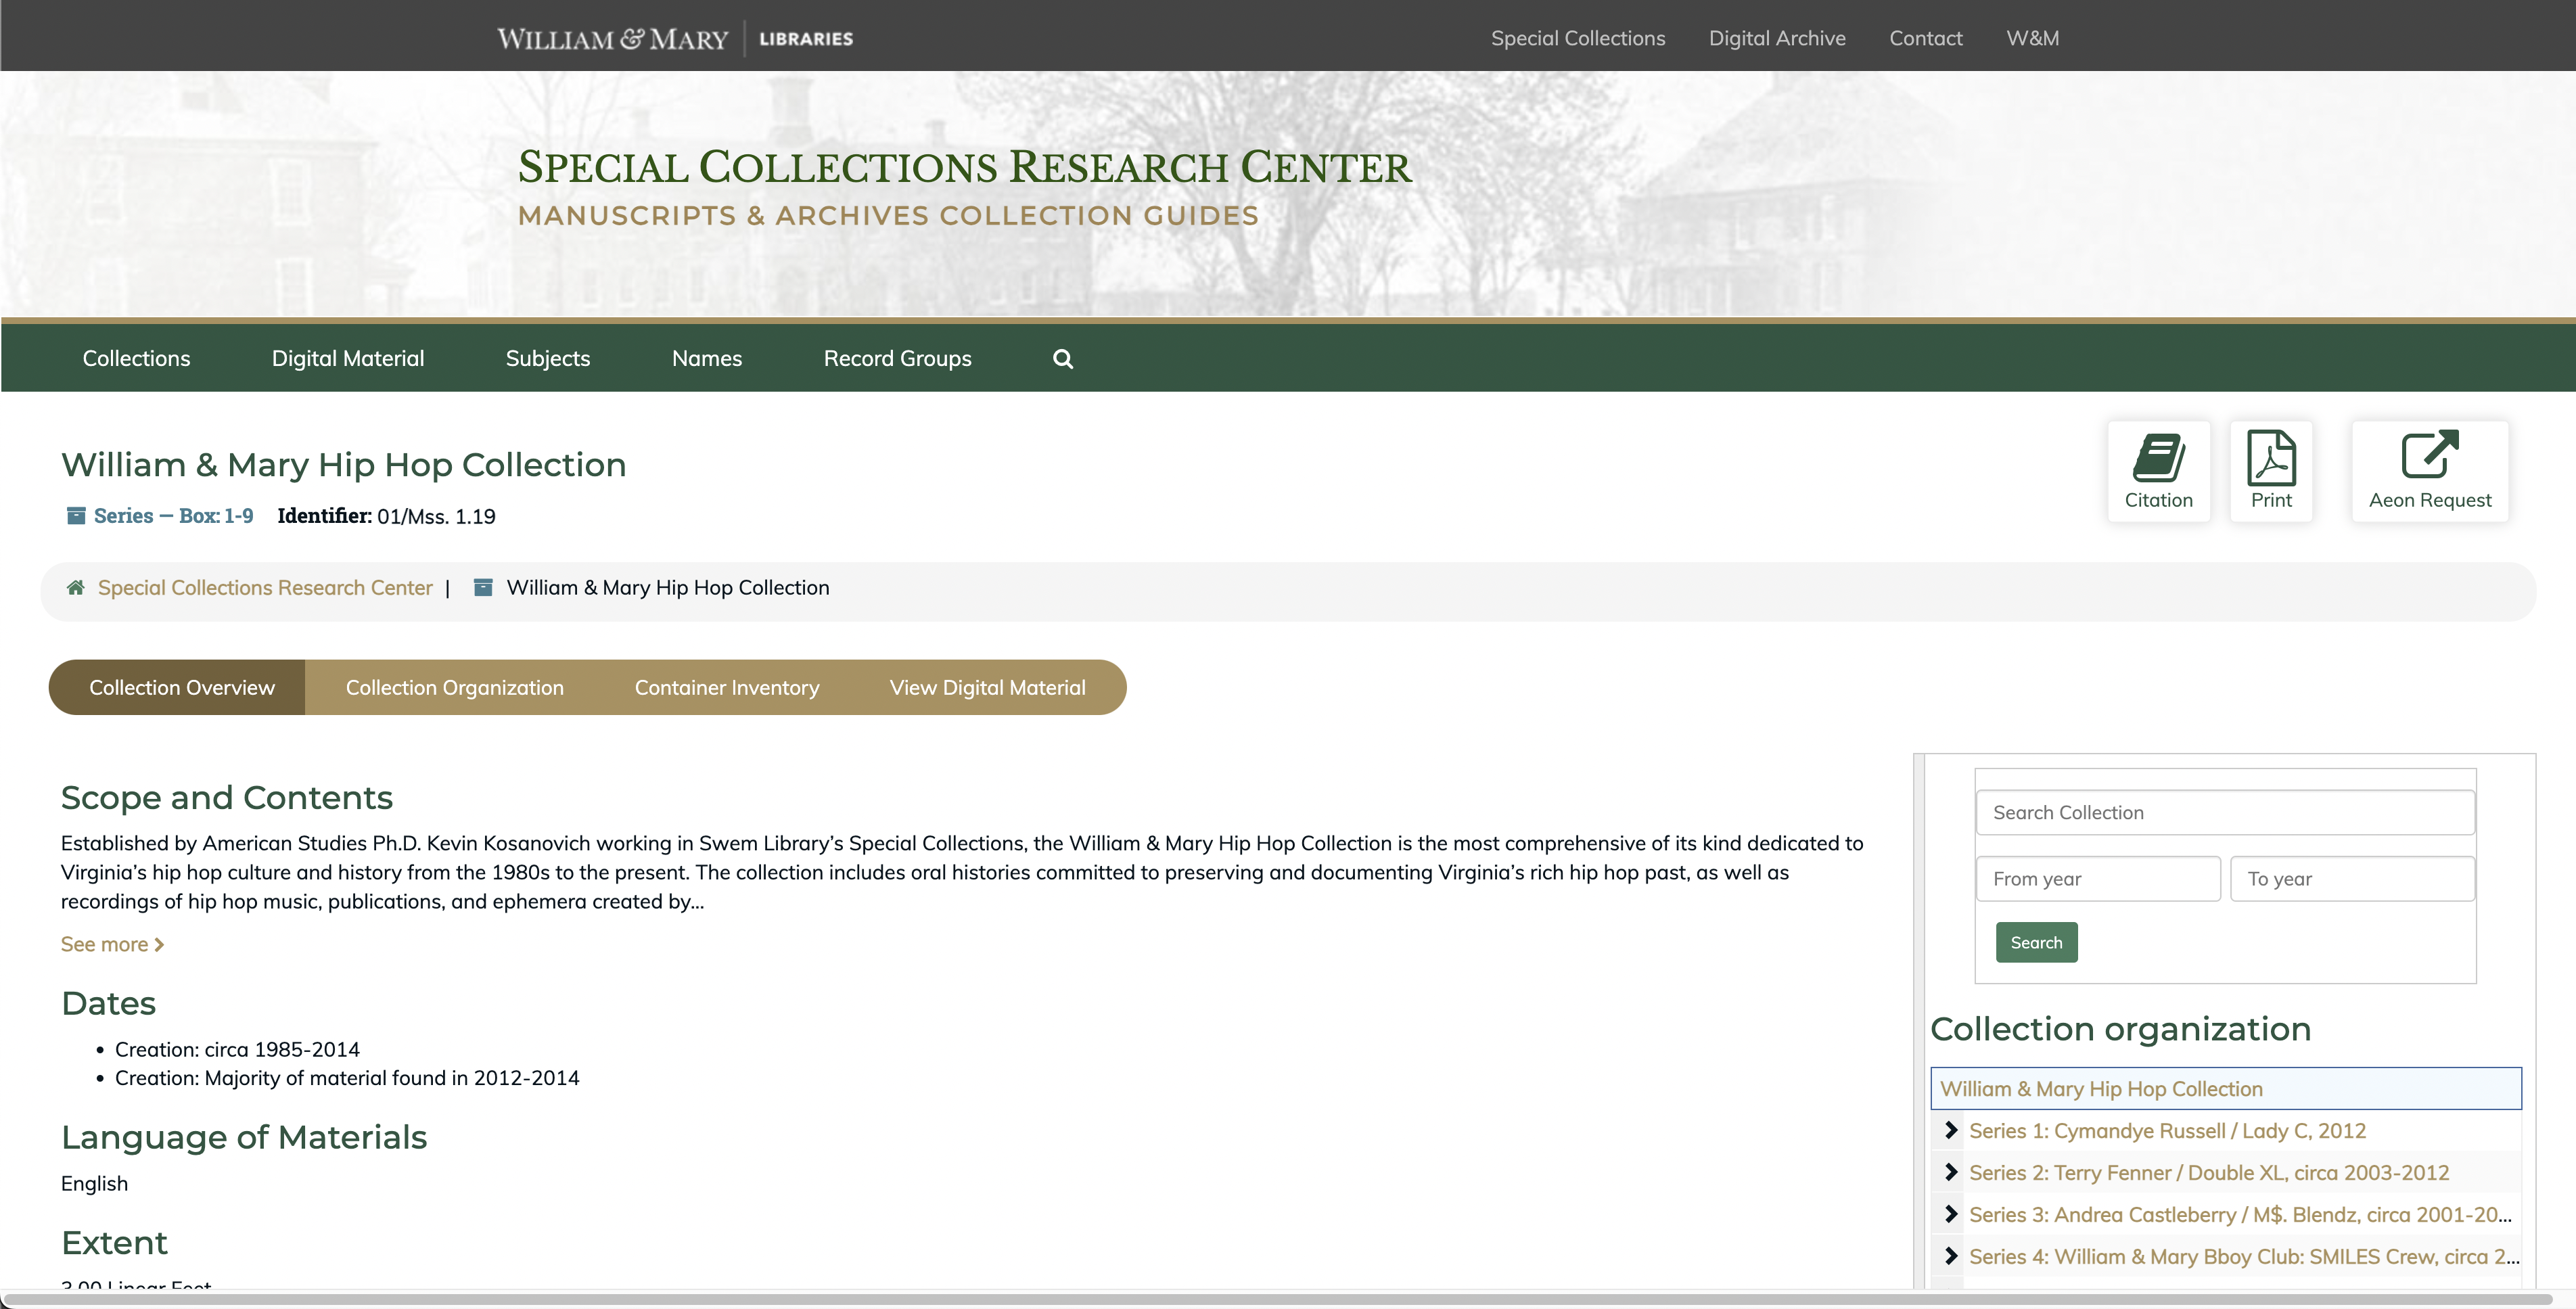 WILLIAM & MARY | LIBRARIES
Special Collections Digital Archive Contact W&M
SPECIAL COLLECTIONS RESEARCH CENTER
MANUSCRIPTS & ARCHIVES COLLECTION GUIDES
Collections Digital Material Subjects Names Record Groups
William & Mary Hip Hop Collection
Series — Box: 1-9 Identifier: 01/Mss. 1.19
Citation Print Aeon Request
Special Collections Research Center | William & Mary Hip Hop Collection
Collection Overview Collection Organization Container Inventory View Digital Material
Scope and Contents
Established by American Studies Ph.D. Kevin Kosanovich working in Swem Library’s Special Collections, the William & Mary Hip Hop Collection is the most comprehensive of its kind dedicated to
Virginia’s hip hop culture and history from the 1980s to the present. The collection includes oral histories committed to preserving and documenting Virginia’s rich hip hop past, as well as
recordings of hip hop music, publications, and ephemera created by...
See more
Dates
• Creation: circa 1985-2014
• Creation: Majority of material found in 2012-2014
Language of Materials
English
Extent
3.00 Linear Feet
Search Collection
From year To year
Search
Collection organization
William & Mary Hip Hop Collection
Series 1: Cymandye Russell / Lady C, 2012
Series 2: Terry Fenner / Double XL, circa 2003-2012
Series 3: Andrea Castleberry / M$. Blendz, circa 2001-20...
Series 4: William & Mary Bboy Club: SMILES Crew, circa 2...